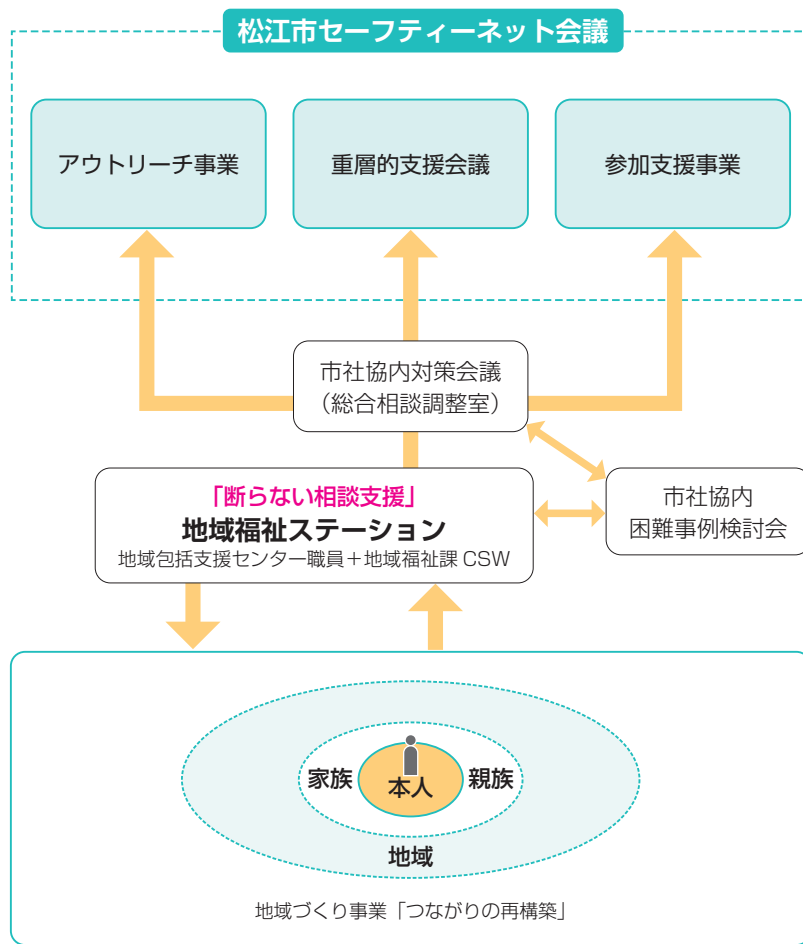 松江市セーフティーネット会議
アウトリーチ事業
重層的支援会議
参加支援事業
市社協内対策会議
（総合相談調整室）
「断らない相談支援」
地域福祉ステーション
地域包括支援センター職員＋地域福祉課 CSW
市社協内
困難事例検討会
家族
本人
親族
地域
地域づくり事業「つながりの再構築」